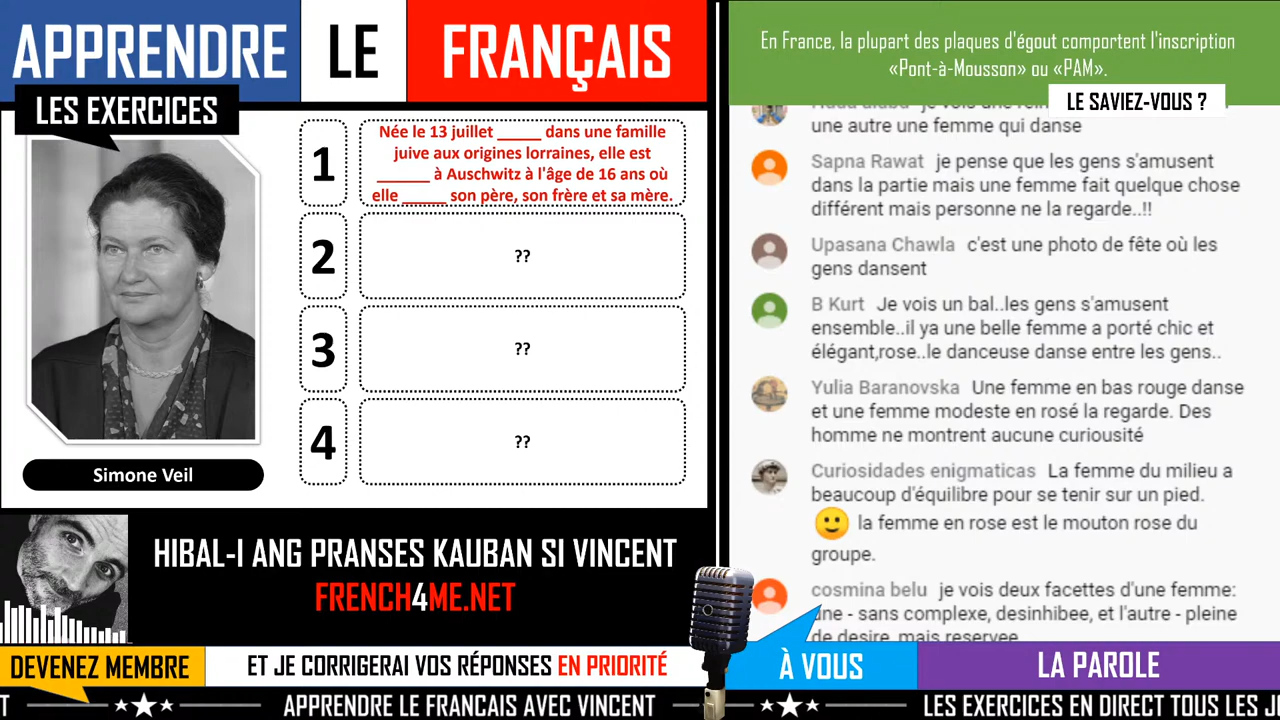 APPRENDRE LE FRANÇAIS
LES EXERCICES
1
Née le 13 juillet _____ dans une famille
juive aux origines lorraines, elle est
______ à Auschwitz à l'âge de 16 ans où
elle _____ son père, son frère et sa mère.
2
??
3
??
4
??
Simone Veil
HIBAL-I ANG PRANSES KAUBAN SI VINCENT
FRENCH4ME.NET
DEVENEZ MEMBRE
ET JE CORRIGERAI VOS RÉPONSES EN PRIORITÉ
En France, la plupart des plaques d'égout comportent l'inscription
«Pont-à-Mousson» ou «PAM».
LE SAVIEZ-VOUS ?
une autre une femme qui danse
Sapna Rawat je pense que les gens s'amusent
dans la partie mais une femme fait quelque chose
différent mais personne ne la regarde..!!
Upasana Chawla c'est une photo de fête où les
gens dansent
B Kurt Je vois un bal..les gens s'amusent
ensemble..il ya une belle femme a porté chic et
élégant,rose..le danceuse danse entre les gens..
Yulia Baranovska Une femme en bas rouge danse
et une femme modeste en rosé la regarde. Des
homme ne montrent aucune curiousité
Curiosidades enigmaticas La femme du milieu a
beaucoup d'équilibre pour se tenir sur un pied.
la femme en rose est le mouton rose du
groupe.
cosmina belu je vois deux facettes d'une femme:
une - sans complexe, desinhibee, et l'autre - pleine
de desire, mais reservee
À VOUS
LA PAROLE
T
APPRENDRE LE FRANCAIS AVEC VINCENT
LES EXERCICES EN DIRECT TOUS LES